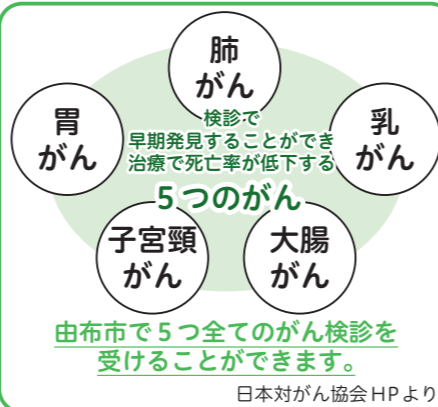 肺
がん
胃
がん
乳
がん
検診で
早期発見することができ
治療で死亡率が低下する
5つのがん
子宮頸
がん
大腸
がん
由布市で5つ全てのがん検診を
受けることができます。
日本対がん協会HPより